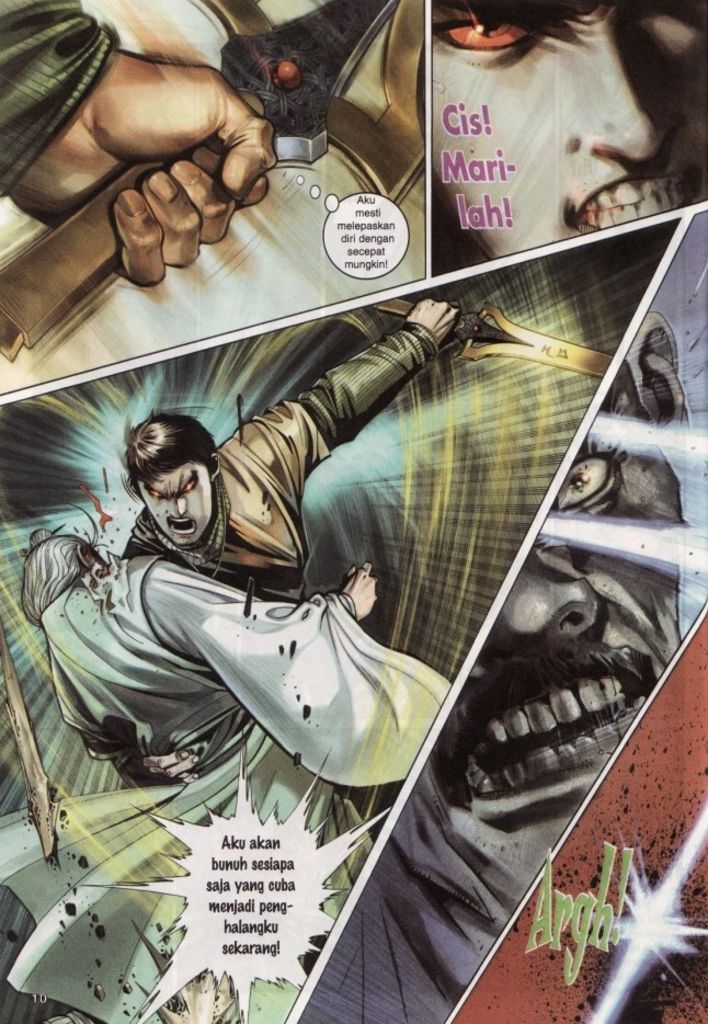 Aku
mesti
melepaskan
diri dengan
secepat
mungkin!
Cis!
Mari-
lah!
Aku akan
bunuh sesiapa
saja yang cuba
menjadi peng-
halangku
sekarang!
Argh!
10